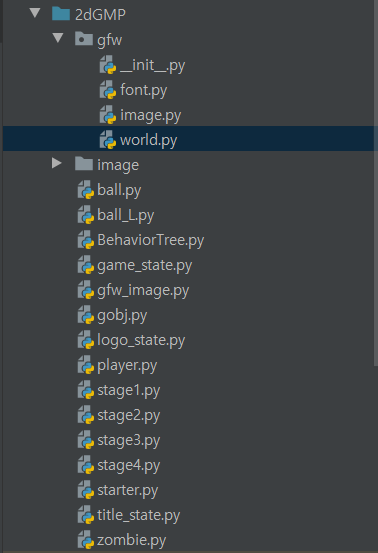 2dGMP
gfw
__init__.py
font.py
image.py
world.py
image
ball.py
ball_L.py
BehaviorTree.py
game_state.py
gfw_image.py
gobj.py
logo_state.py
player.py
stage1.py
stage2.py
stage3.py
stage4.py
starter.py
title_state.py
zombie.py